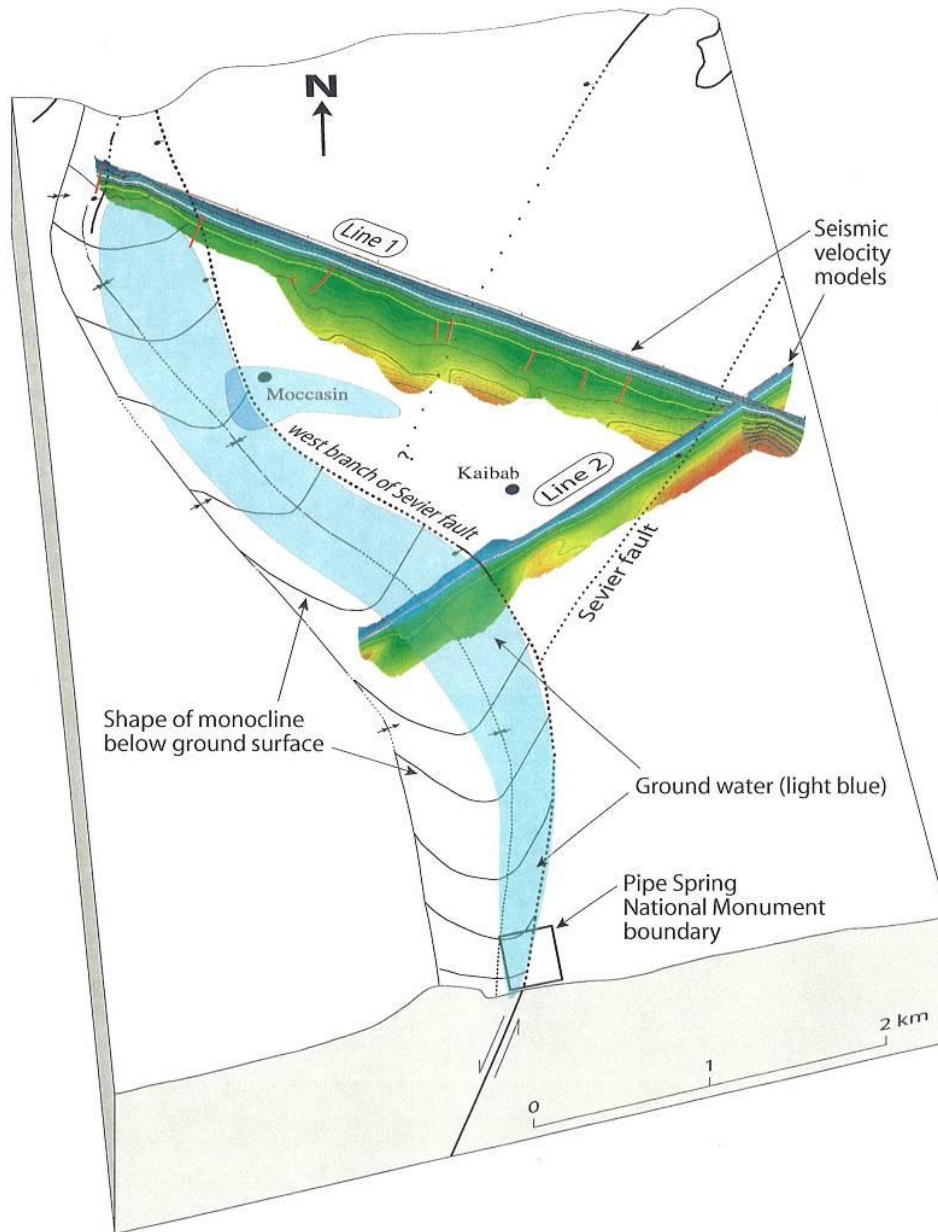 N
Line 1
Seismic
velocity
models
Moccasin
west branch of Sevier fault
?
Kaibab
Line 2
Sevier fault
Shape of monocline
below ground surface
Ground water (light blue)
Pipe Spring
National Monument
boundary
0
1
2 km